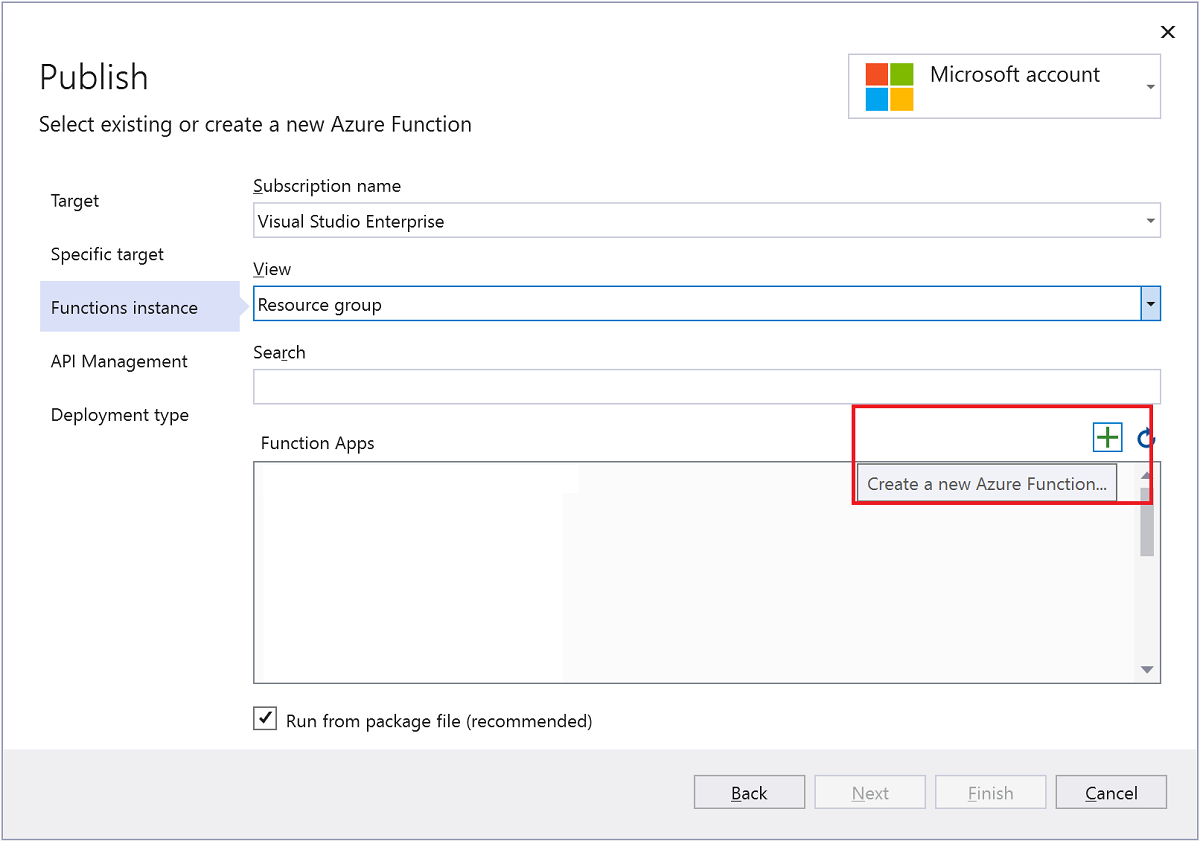 Publish
Microsoft account
Select existing or create a new Azure Function
Target
Specific target
Functions instance
API Management
Deployment type
Subscription name
Visual Studio Enterprise
View
Resource group
Search
Function Apps
Create a new Azure Function...
Run from package file (recommended)
Back
Next
Finish
Cancel